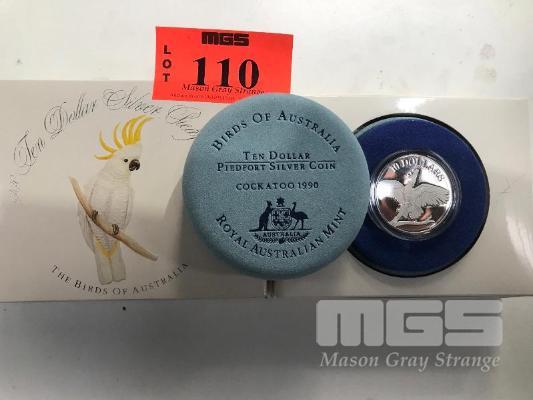 MGS
LOT
110
Mason Gray Strange
Ten Dollar Silver
THE BIRDS OF AUSTRALIA
BIRDS OF AUSTRALIA
TEN DOLLAR
PIEDFORT SILVER COIN
COCKATOO 1990
AUSTRALIA
ROYAL AUSTRALIAN MINT
10 DOLLARS
MGS
Mason Gray Strange